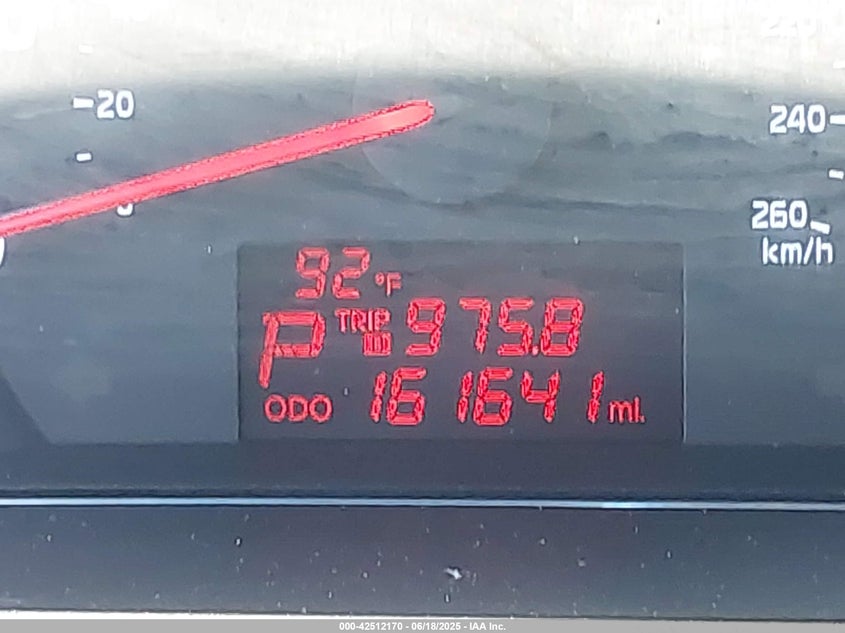 20
240
260
km/h
92°F
P TRIP B 975.8
ODO 161641 mi.
000-42512170 - 06/18/2025 - IAA Inc.